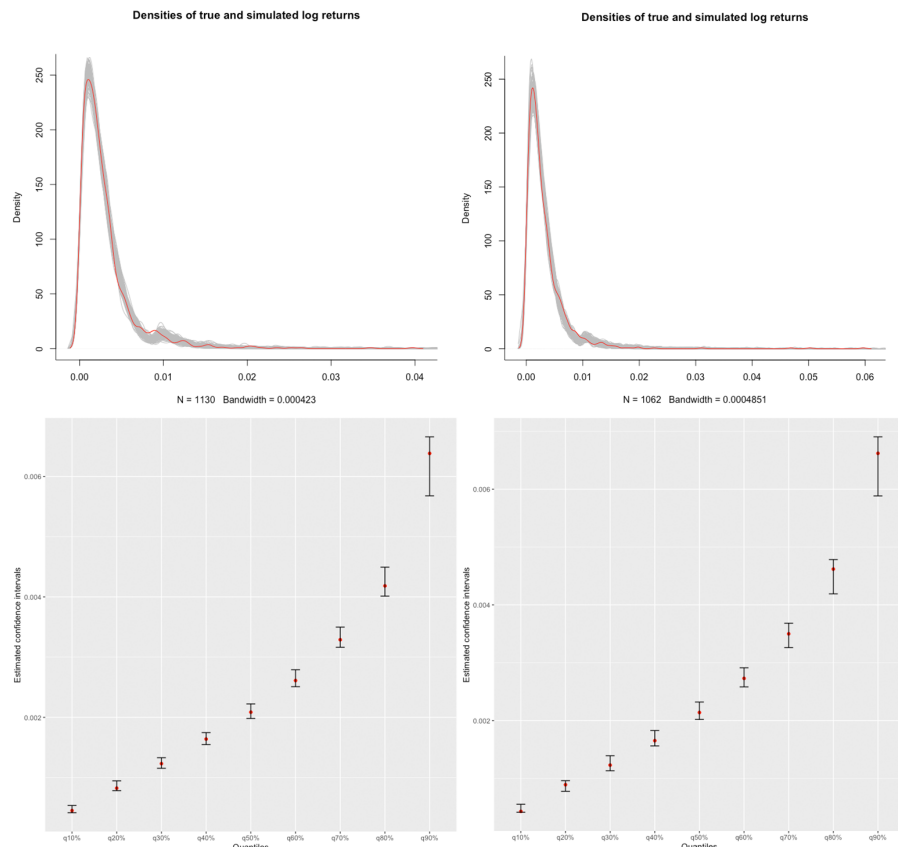 Densities of true and simulated log returns
Densities of true and simulated log returns
Density
250
200
150
100
50
0
0.00 0.01 0.02 0.03 0.04
N = 1130 Bandwidth = 0.000423
Density
250
200
150
100
50
0
0.00 0.01 0.02 0.03 0.04 0.05 0.06
N = 1062 Bandwidth = 0.0004851
Estimated confidence intervals
0.006
0.004
0.002
q10% q20% q30% q40% q50% q60% q70% q80% q90%
Quantiles
Estimated confidence intervals
0.006
0.004
0.002
q10% q20% q30% q40% q50% q60% q70% q80% q90%
Quantiles